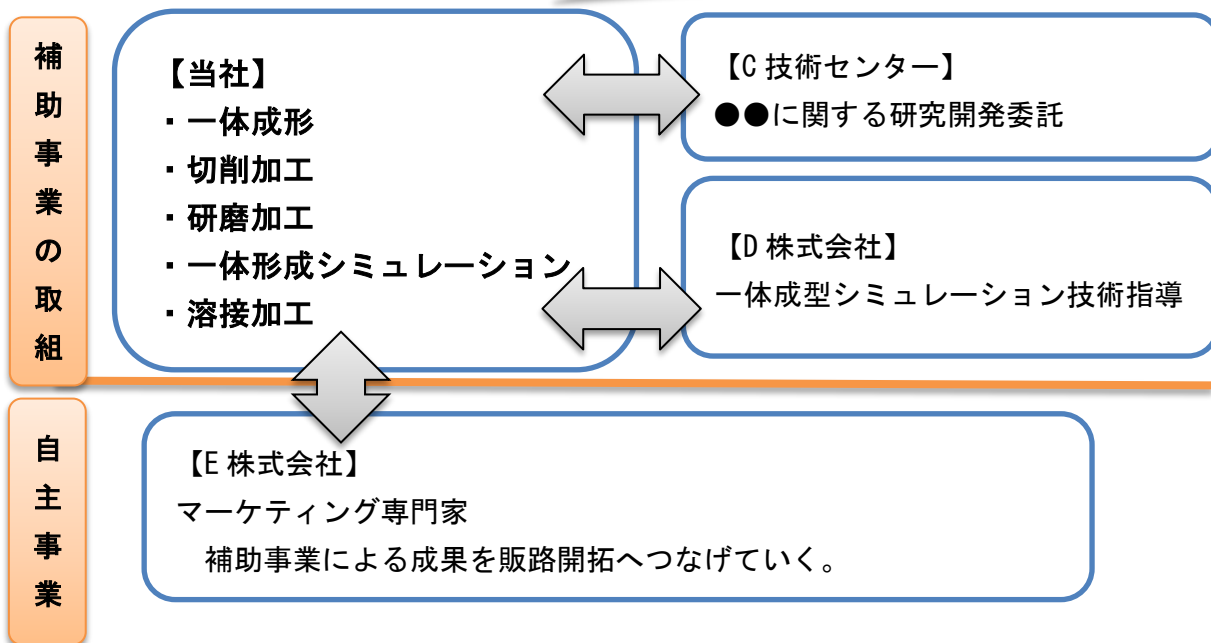 補助事業の取組
【当社】
・一体成形
・切削加工
・研磨加工
・一体形成シミュレーション
・溶接加工
【C 技術センター】
●●に関する研究開発委託
【D 株式会社】
一体成型シミュレーション技術指導
自主事業
【E 株式会社】
マーケティング専門家
　補助事業による成果を販路開拓へつなげていく。